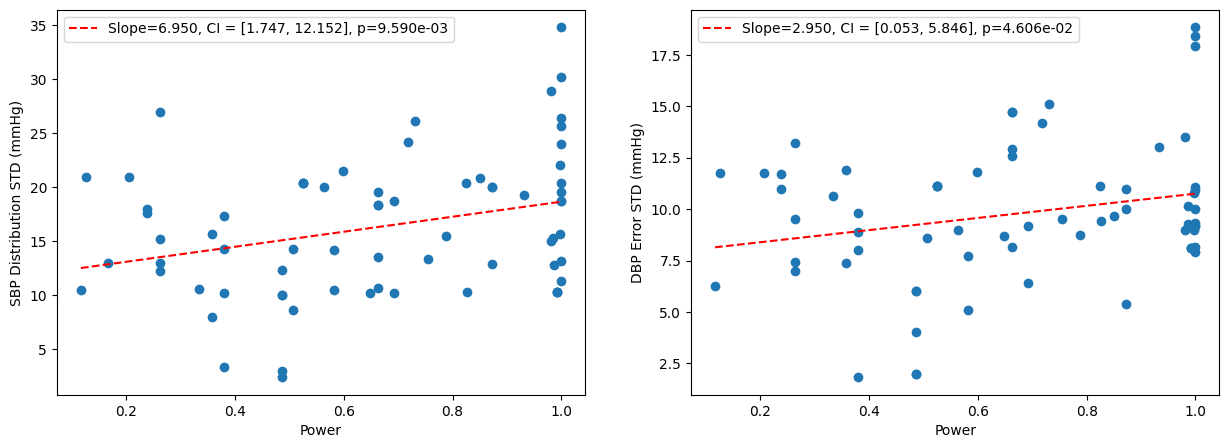 Slope=6.950, CI = [1.747, 12.152], p=9.590e-03
35
30
25
20
15
10
5
SBP Distribution STD (mmHg)
0.2 0.4 0.6 0.8 1.0
Power
Slope=2.950, CI = [0.053, 5.846], p=4.606e-02
17.5
15.0
12.5
10.0
7.5
5.0
2.5
DBP Error STD (mmHg)
0.2 0.4 0.6 0.8 1.0
Power